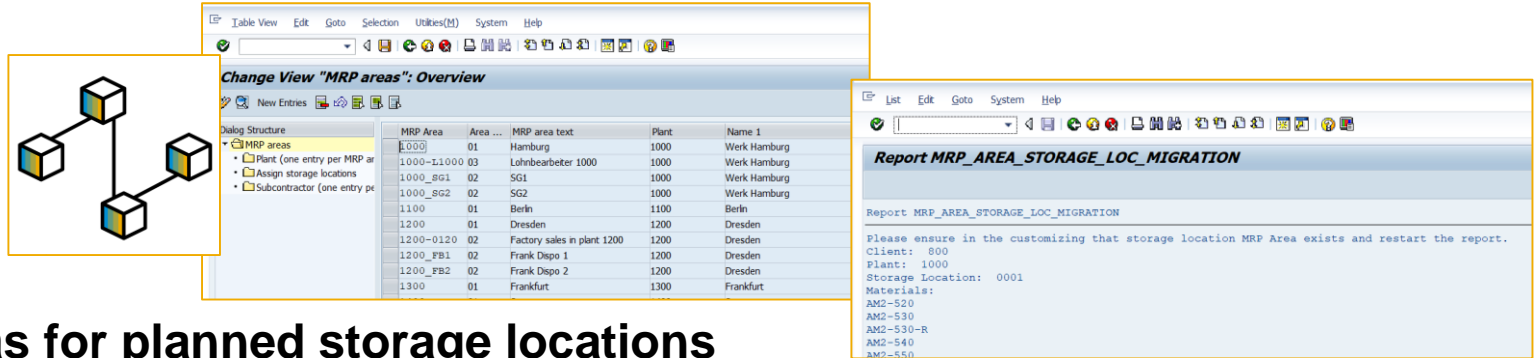 Table View Edit Goto Selection Utilities(M) System Help
Change View "MRP areas": Overview
New Entries
Dialog Structure
MRP areas
Plant (one entry per MRP ar
Assign storage locations
Subcontractor (one entry pe
MRP Area Area ... MRP area text Plant Name 1
1000 01 Hamburg 1000 Werk Hamburg
1000-L1000 03 Lohnbearbeiter 1000 1000 Werk Hamburg
1000_SG1 02 SG1 1000 Werk Hamburg
1000_SG2 02 SG2 1000 Werk Hamburg
1100 01 Berlin 1100 Berlin
1200 01 Dresden 1200 Dresden
1200-0120 02 Factory sales in plant 1200 1200 Dresden
1200_FB1 02 Frank Dispo 1 1200 Dresden
1200_FB2 02 Frank Dispo 2 1200 Dresden
1300 01 Frankfurt 1300 Frankfurt
List Edit Goto System Help
Report MRP_AREA_STORAGE_LOC_MIGRATION
Report MRP_AREA_STORAGE_LOC_MIGRATION
Please ensure in the customizing that storage location MRP Area exists and restart the report.
Client: 800
Plant: 1000
Storage Location: 0001
Materials:
AM2-520
AM2-530
AM2-530-R
AM2-540
AM2-550
as for planned storage locations